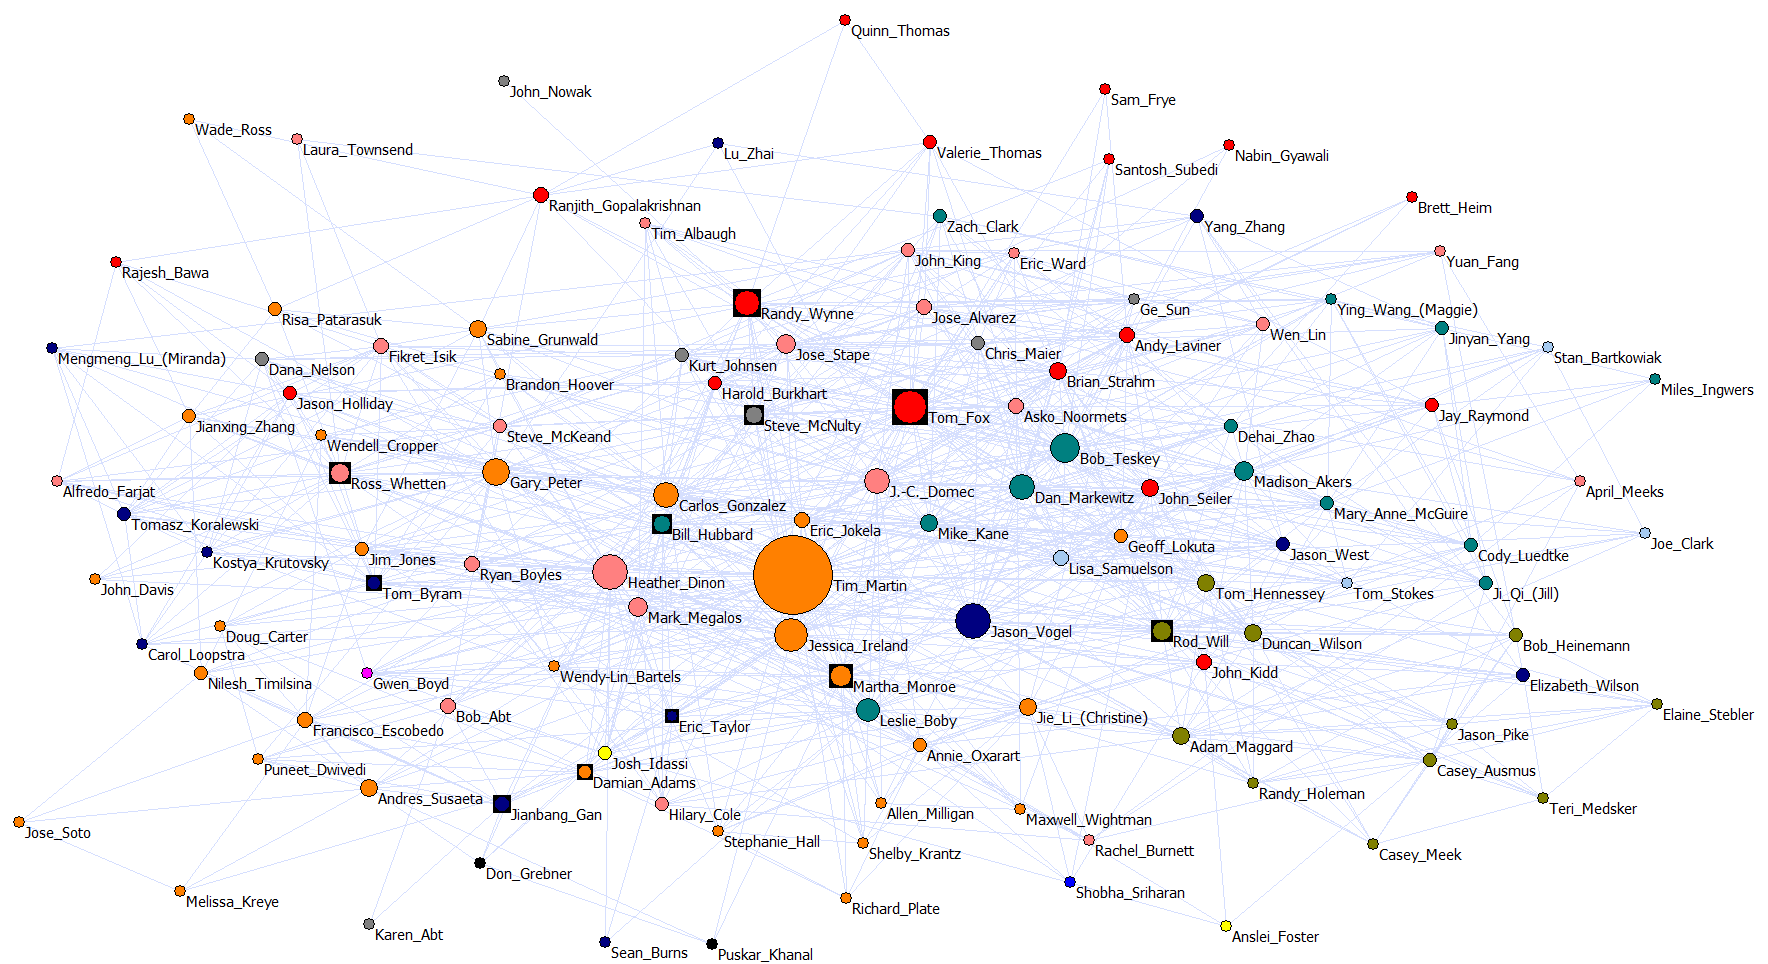 Quinn_Thomas
John_Nowak
Sam_Frye
Wade_Ross
Laura_Townsend
Lu_Zhai
Valerie_Thomas
Nabin_Gyawali
Santosh_Subedi
Ranjith_Gopalakrishnan
Brett_Heim
Tim_Albaugh
Zach_Clark
Yang_Zhang
John_King
Eric_Ward
Yuan_Fang
Rajesh_Bawa
Ge_Sun
Ying_Wang_(Maggie)
Randy_Wynne
Jose_Alvarez
Risa_Patarasuk
Wen_Lin
Jinyan_Yang
Sabine_Grunwald
Andy_Laviner
Chris_Maier
Jose_Stape
Fikret_Isik
Mengmeng_Lu_(Miranda)
Stan_Bartkowiak
Kurt_Johnsen
Dana_Nelson
Brian_Strahm
Brandon_Hoover
Miles_Ingwers
Harold_Burkhart
Jason_Holliday
Jay_Raymond
Asko_Noormets
Tom_Fox
Steve_McNulty
Jianxing_Zhang
Steve_McKeand
Dehai_Zhao
Wendell_Cropper
Bob_Teskey
Gary_Peter
Ross_Whetten
Madison_Akers
Alfredo_Farjat
J.-C._Domec
April_Meeks
Dan_Markewitz
John_Seiler
Carlos_Gonzalez
Mary_Anne_McGuire
Tomasz_Koralewski
Eric_Jokela
Bill_Hubbard
Mike_Kane
Joe_Clark
Geoff_Lokuta
Jason_West
Cody_Luedtke
Jim_Jones
Kostya_Krutovsky
Lisa_Samuelson
Ryan_Boyles
Heather_Dinon
Tim_Martin
John_Davis
Tom_Byram
Tom_Hennessey
Tom_Stokes
Ji_Qi_(Jill)
Mark_Megalos
Jason_Vogel
Doug_Carter
Rod_Will
Duncan_Wilson
Jessica_Ireland
Bob_Heinemann
Carol_Loopstra
John_Kidd
Wendy-Lin_Bartels
Nilesh_Timilsina
Gwen_Boyd
Martha_Monroe
Elizabeth_Wilson
Elaine_Stebler
Bob_Abt
Jie_Li_(Christine)
Leslie_Boby
Eric_Taylor
Francisco_Escobedo
Jason_Pike
Adam_Maggard
Annie_Oxarart
Josh_Idassi
Puneet_Dwivedi
Casey_Ausmus
Damian_Adams
Randy_Holeman
Andres_Susaeta
Teri_Medsker
Allen_Milligan
Jianbang_Gan
Hilary_Cole
Maxwell_Wightman
Jose_Soto
Stephanie_Hall
Rachel_Burnett
Shelby_Krantz
Casey_Meek
Don_Grebner
Shobha_Sriharan
Melissa_Kreye
Richard_Plate
Karen_Abt
Anslei_Foster
Sean_Burns
Puskar_Khanal